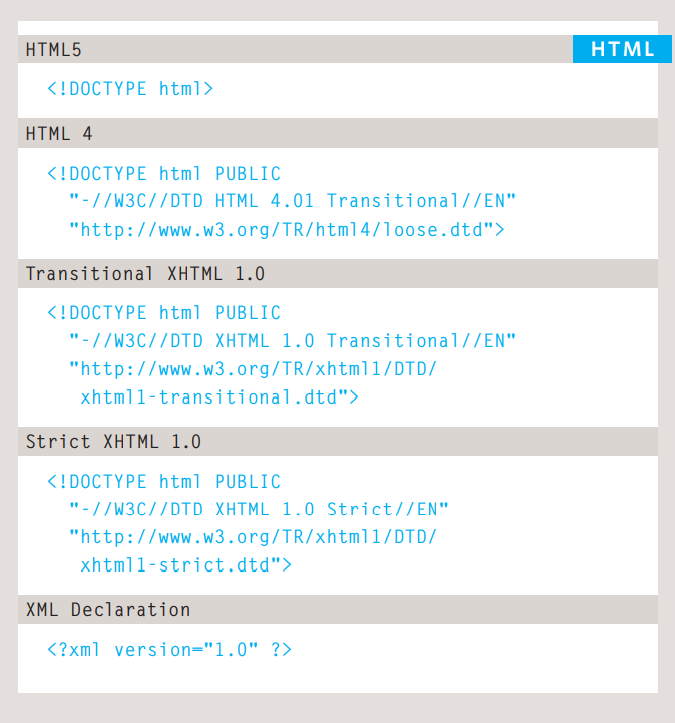 HTML5
HTML
<!DOCTYPE html>
HTML 4
<!DOCTYPE html PUBLIC
"-//W3C//DTD HTML 4.01 Transitional//EN"
"http://www.w3.org/TR/html4/loose.dtd">
Transitional XHTML 1.0
<!DOCTYPE html PUBLIC
"-//W3C//DTD XHTML 1.0 Transitional//EN"
"http://www.w3.org/TR/xhtml1/DTD/
xhtml1-transitional.dtd">
Strict XHTML 1.0
<!DOCTYPE html PUBLIC
"-//W3C//DTD XHTML 1.0 Strict//EN"
"http://www.w3.org/TR/xhtml1/DTD/
xhtml1-strict.dtd">
XML Declaration
<?xml version="1.0" ?>